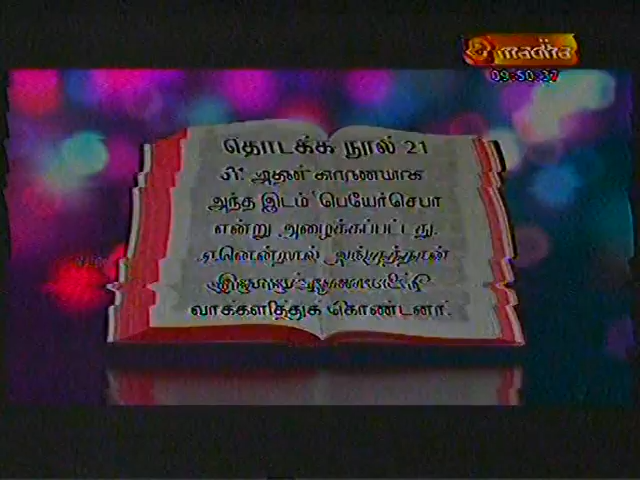 madha
09:50:37
தொடக்க நூல் 21
31 அதன் காரணமாக
அந்த இடம் 'பெயேர்செபா
என்று அழைக்கப்பட்டது.
ஏனென்றால் அங்குத்தான்
வாக்களித்துக் கொண்டனர்.